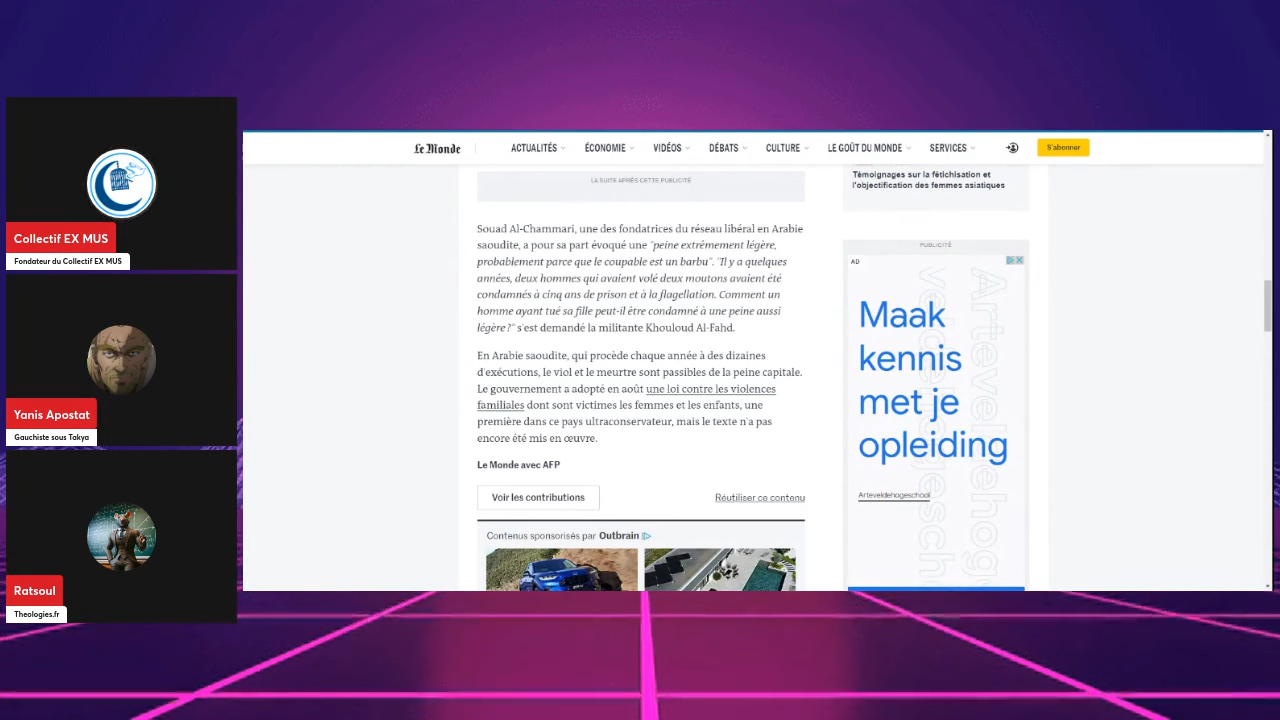 Collectif EX MUS
Fondateur du Collectif EX MUS
Yanis Apostat
Gauchiste sous Takya
Ratsoul
Theologies.fr
Le Monde
ACTUALITÉS
ÉCONOMIE
VIDÉOS
DÉBATS
CULTURE
LE GOÛT DU MONDE
SERVICES
S'abonner
LA SUITE APRÈS CETTE PUBLICITÉ
Souad Al-Chammari, une des fondatrices du réseau libéral en Arabie
saoudite, a pour sa part évoqué une "peine extrêmement légère,
probablement parce que le coupable est un barbu". "Il y a quelques
années, deux hommes qui avaient volé deux moutons avaient été
condamnés à cinq ans de prison et à la flagellation. Comment un
homme ayant tué sa fille peut-il être condamné à une peine aussi
légère ?" s'est demandé la militante Khouloud Al-Fahd.
En Arabie saoudite, qui procède chaque année à des dizaines
d'exécutions, le viol et le meurtre sont passibles de la peine capitale.
Le gouvernement a adopté en août une loi contre les violences
familiales dont sont victimes les femmes et les enfants, une
première dans ce pays ultraconservateur, mais le texte n'a pas
encore été mis en œuvre.
Le Monde avec AFP
Voir les contributions
Réutiliser ce contenu
Contenus sponsorisés par Outbrain
Témoignages sur la fétichisation et
l'objectification des femmes asiatiques
PUBLICITÉ
AD
Maak
kennis
met je
opleiding
Arteveldehogeschool